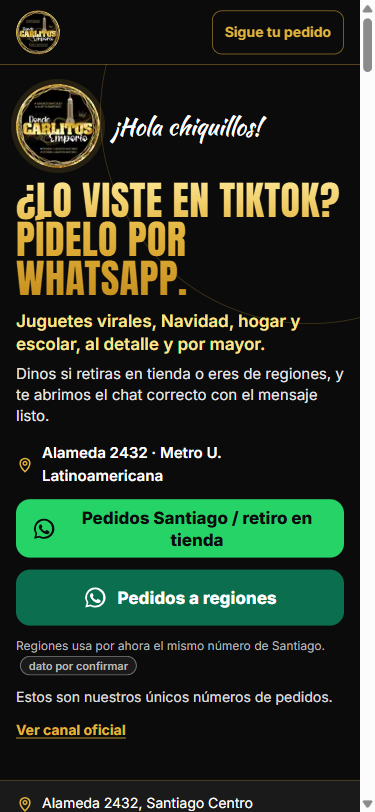 Donde
CARLITOS
Emporio
Sigue tu pedido
Donde
CARLITOS
Emporio
¡Hola chiquillos!
¿LO VISTE EN TIKTOK?
PÍDELO POR
WHATSAPP.
Juguetes virales, Navidad, hogar y
escolar, al detalle y por mayor.
Dinos si retiras en tienda o eres de regiones, y
te abrimos el chat correcto con el mensaje
listo.
Alameda 2432 · Metro U.
Latinoamericana
Pedidos Santiago / retiro en
tienda
Pedidos a regiones
Regiones usa por ahora el mismo número de Santiago.
dato por confirmar
Estos son nuestros únicos números de pedidos.
Ver canal oficial
Alameda 2432, Santiago Centro